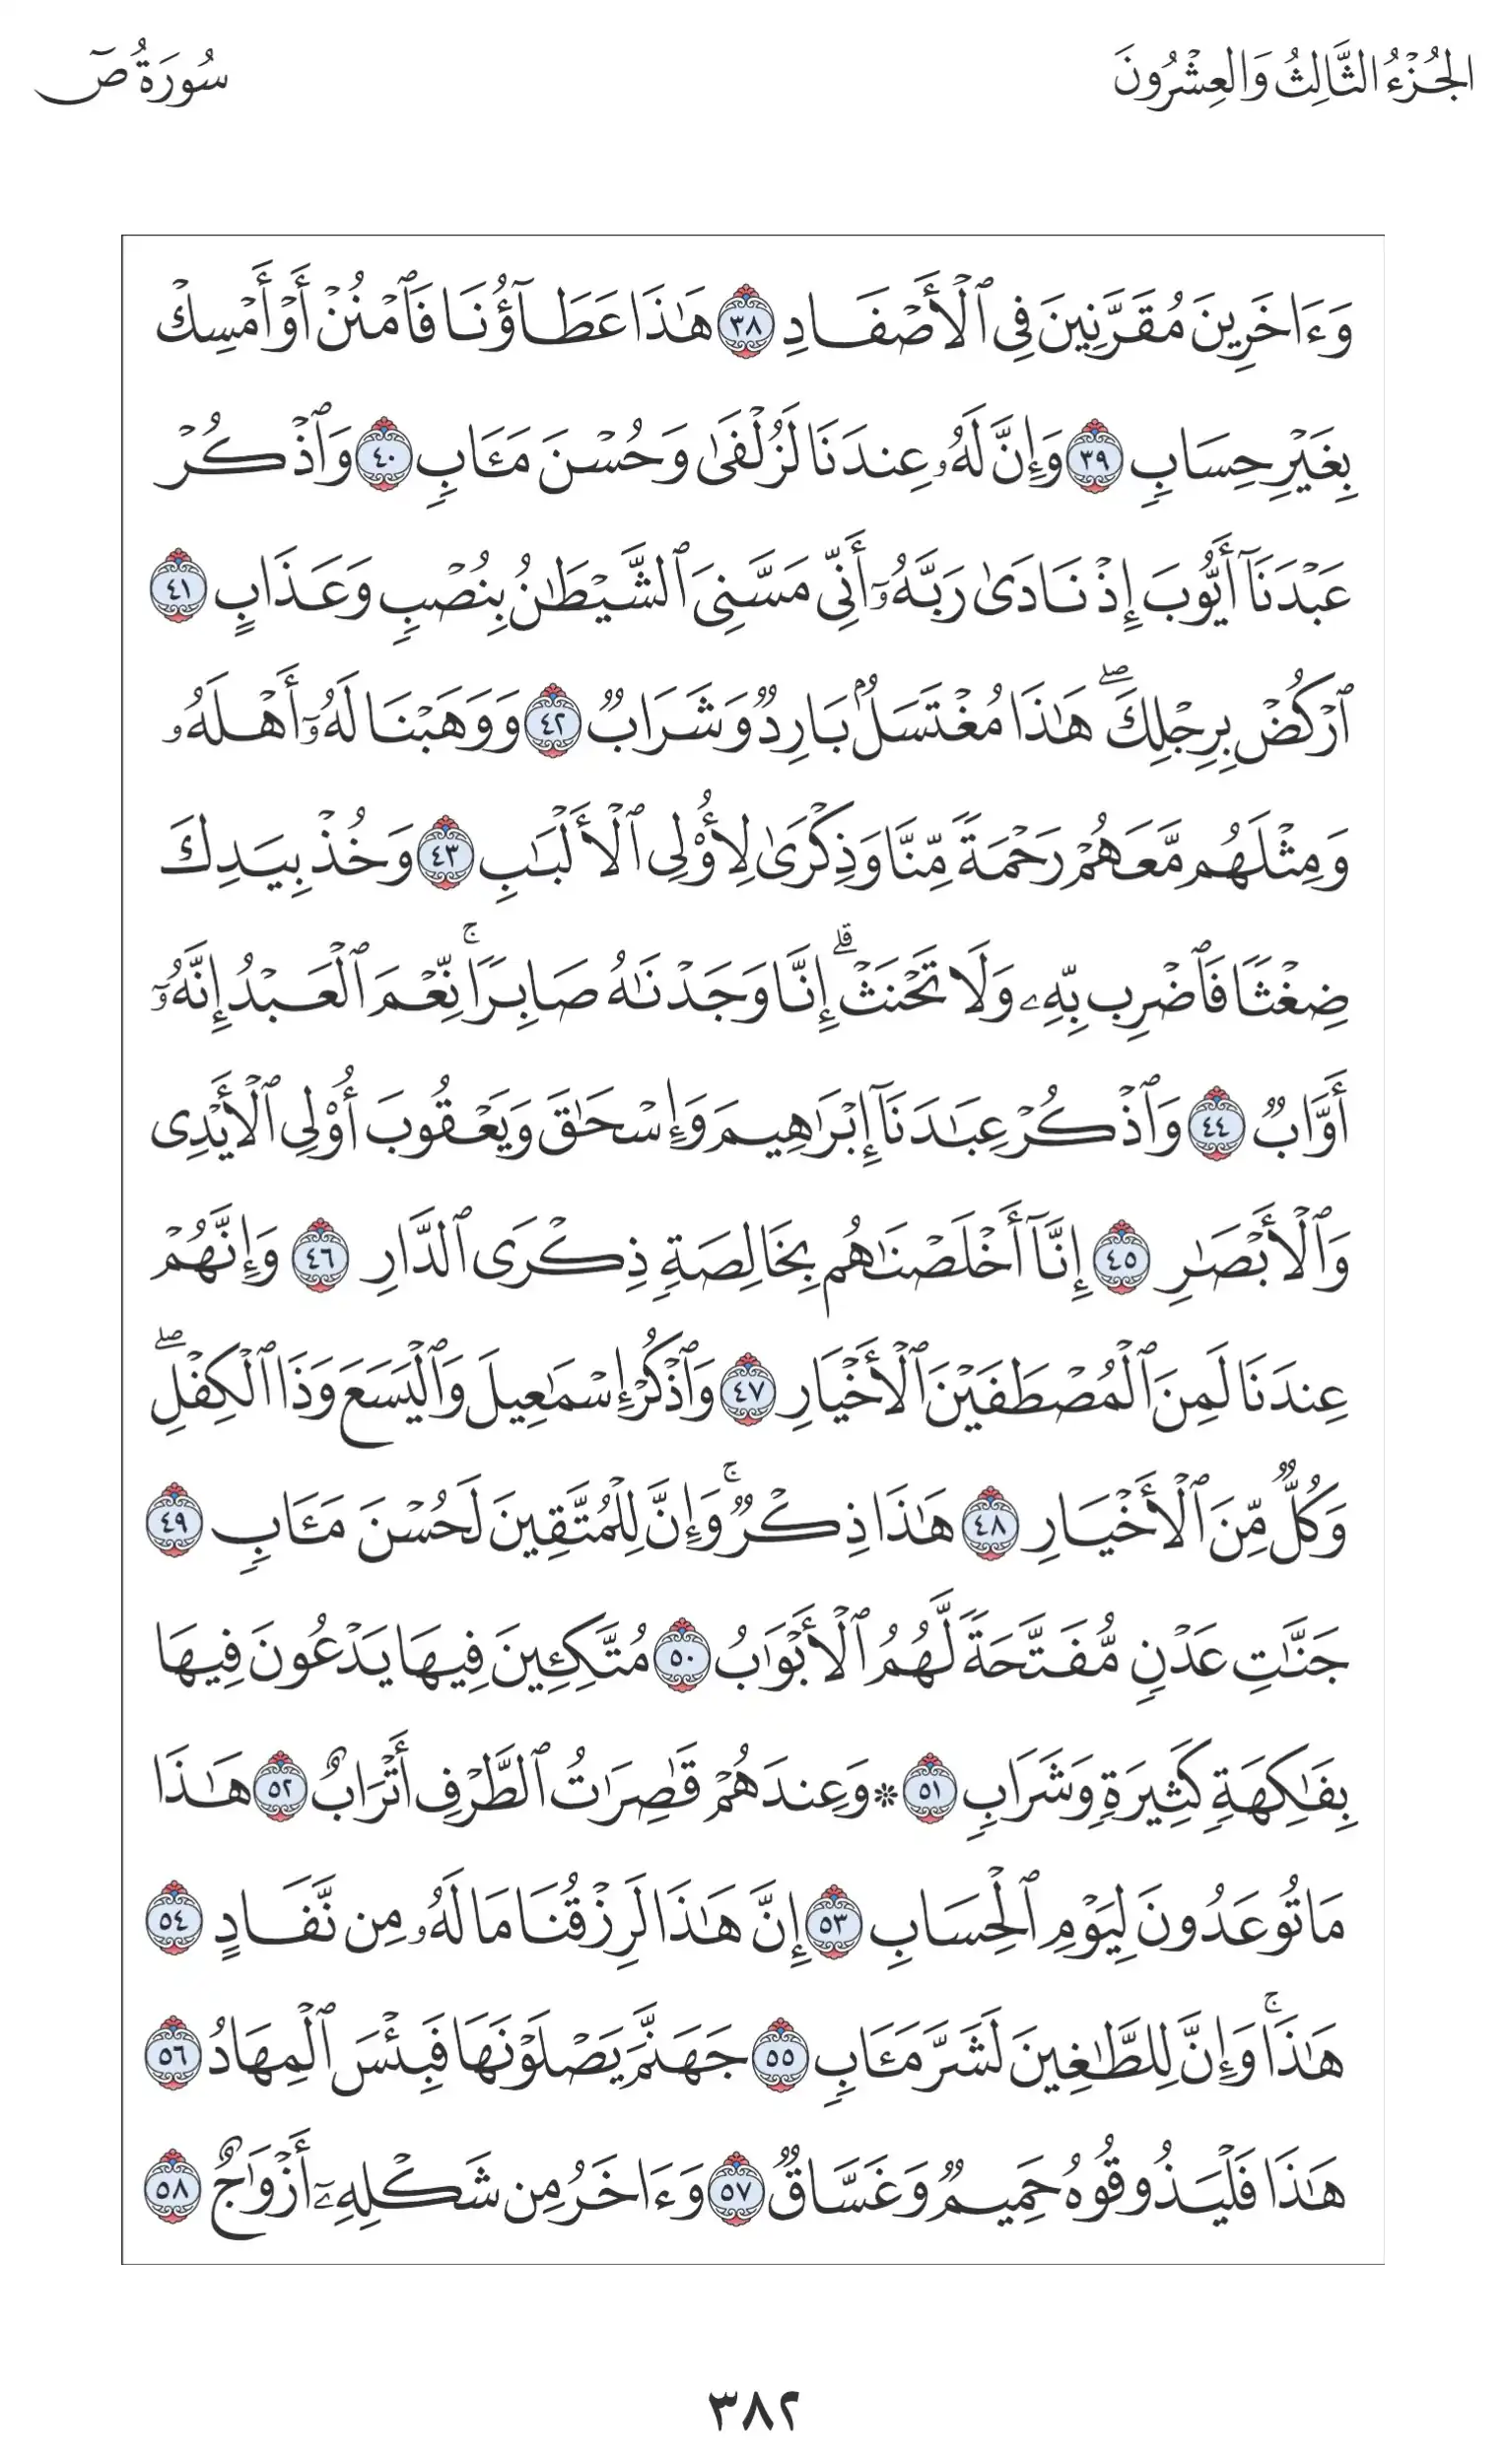 الجُزْءُ الثَّالِثُ وَالعِشْرُونَ
سُورَةُ صٓ
وَءَاخَرِينَ مُقَرَّنِينَ فِي ٱلْأَصْفَادِ ٣٨ هَٰذَا عَطَآؤُنَا فَٱمْنُنْ أَوْ أَمْسِكْ
بِغَيْرِ حِسَابٍ ٣٩ وَإِنَّ لَهُۥ عِندَنَا لَزُلْفَىٰ وَحُسْنَ مَـَٔابٍ ٤٠ وَٱذْكُرْ
عَبْدَنَآ أَيُّوبَ إِذْ نَادَىٰ رَبَّهُۥٓ أَنِّي مَسَّنِيَ ٱلشَّيْطَٰنُ بِنُصْبٍ وَعَذَابٍ ٤١
ٱرْكُضْ بِرِجْلِكَۖ هَٰذَا مُغْتَسَلُۢ بَارِدٌ وَشَرَابٌ ٤٢ وَوَهَبْنَا لَهُۥٓ أَهْلَهُۥ
وَمِثْلَهُم مَّعَهُمْ رَحْمَةً مِّنَّا وَذِكْرَىٰ لِأُو۟لِي ٱلْأَلْبَٰبِ ٤٣ وَخُذْ بِيَدِكَ
ضِغْثًا فَٱضْرِب بِّهِۦ وَلَا تَحْنَثْۗ إِنَّا وَجَدْنَٰهُ صَابِرًاۚ نِّعْمَ ٱلْعَبْدُ إِنَّهُۥٓ
أَوَّابٌ ٤٤ وَٱذْكُرْ عِبَٰدَنَآ إِبْرَٰهِيمَ وَإِسْحَٰقَ وَيَعْقُوبَ أُو۟لِي ٱلْأَيْدِي
وَٱلْأَبْصَٰرِ ٤٥ إِنَّآ أَخْلَصْنَٰهُم بِخَالِصَةٍ ذِكْرَى ٱلدَّارِ ٤٦ وَإِنَّهُمْ
عِندَنَا لَمِنَ ٱلْمُصْطَفَيْنَ ٱلْأَخْيَارِ ٤٧ وَٱذْكُرْ إِسْمَٰعِيلَ وَٱلْيَسَعَ وَذَا ٱلْكِفْلِۖ
وَكُلٌّ مِّنَ ٱلْأَخْيَارِ ٤٨ هَٰذَا ذِكْرٌۚ وَإِنَّ لِلْمُتَّقِينَ لَحُسْنَ مَـَٔابٍ ٤٩
جَنَّٰتِ عَدْنٍ مُّفَتَّحَةً لَّهُمُ ٱلْأَبْوَٰبُ ٥٠ مُتَّكِـِٔينَ فِيهَا يَدْعُونَ فِيهَا
بِفَٰكِهَةٍ كَثِيرَةٍ وَشَرَابٍ ٥١ ۞ وَعِندَهُمْ قَٰصِرَٰتُ ٱلطَّرْفِ أَتْرَابٌ ٥٢ هَٰذَا
مَا تُوعَدُونَ لِيَوْمِ ٱلْحِسَابِ ٥٣ إِنَّ هَٰذَا لَرِزْقُنَا مَا لَهُۥ مِن نَّفَادٍ ٥٤
هَٰذَاۚ وَإِنَّ لِلطَّٰغِينَ لَشَرَّ مَـَٔابٍ ٥٥ جَهَنَّمَ يَصْلَوْنَهَا فَبِئْسَ ٱلْمِهَادُ ٥٦
هَٰذَا فَلْيَذُوقُوهُ حَمِيمٌ وَغَسَّاقٌ ٥٧ وَءَاخَرُ مِن شَكْلِهِۦٓ أَزْوَٰجٌ ٥٨
٣٨٢